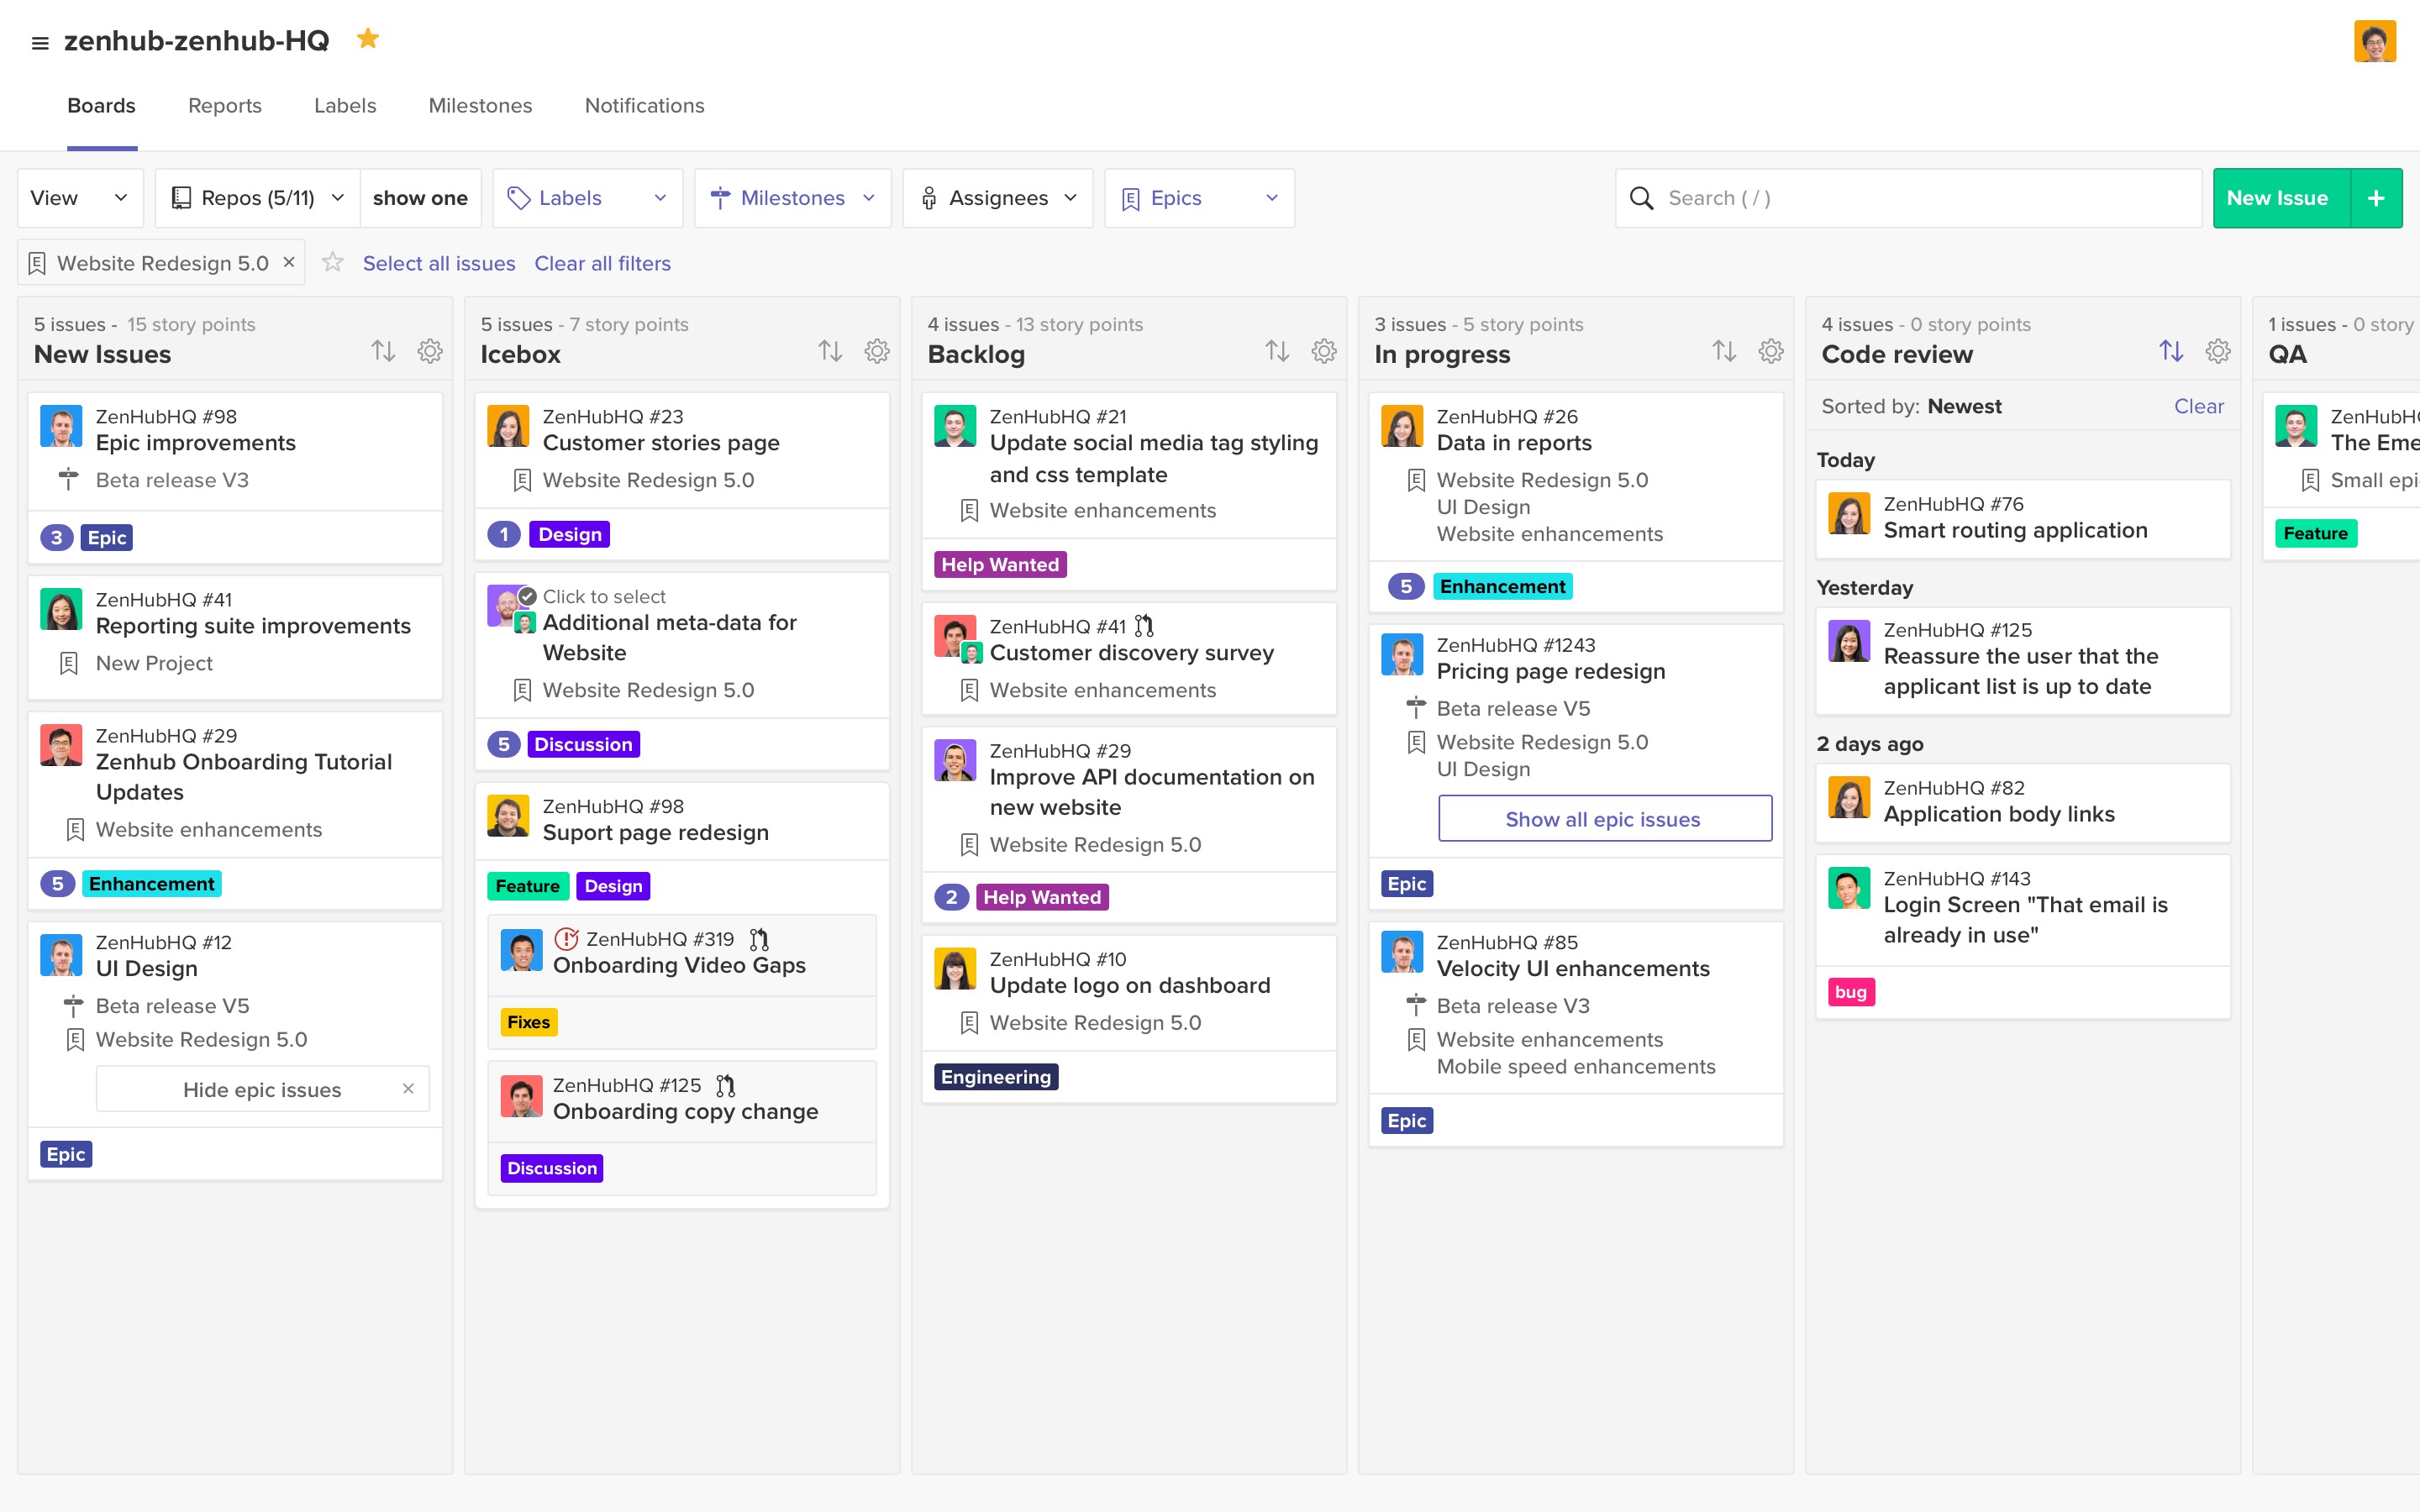 zenhub-zenhub-HQ
Boards
Reports
Labels
Milestones
Notifications
View
Repos (5/11)
show one
Labels
Milestones
Assignees
Epics
Search ( / )
New Issue
+
Website Redesign 5.0 ×
Select all issues
Clear all filters
5 issues - 15 story points
New Issues
ZenHubHQ #98
Epic improvements
Beta release V3
3 Epic
ZenHubHQ #41
Reporting suite improvements
New Project
ZenHubHQ #29
Zenhub Onboarding Tutorial
Updates
Website enhancements
5 Enhancement
ZenHubHQ #12
UI Design
Beta release V5
Website Redesign 5.0
Hide epic issues ×
Epic
5 issues - 7 story points
Icebox
ZenHubHQ #23
Customer stories page
Website Redesign 5.0
1 Design
Click to select
Additional meta-data for
Website
Website Redesign 5.0
5 Discussion
ZenHubHQ #98
Suport page redesign
Feature Design
ZenHubHQ #319
Onboarding Video Gaps
Fixes
ZenHubHQ #125
Onboarding copy change
Discussion
4 issues - 13 story points
Backlog
ZenHubHQ #21
Update social media tag styling
and css template
Website enhancements
Help Wanted
ZenHubHQ #41
Customer discovery survey
Website enhancements
ZenHubHQ #29
Improve API documentation on
new website
Website Redesign 5.0
2 Help Wanted
ZenHubHQ #10
Update logo on dashboard
Website Redesign 5.0
Engineering
3 issues - 5 story points
In progress
ZenHubHQ #26
Data in reports
Website Redesign 5.0
UI Design
Website enhancements
5 Enhancement
ZenHubHQ #1243
Pricing page redesign
Beta release V5
Website Redesign 5.0
UI Design
Show all epic issues
Epic
ZenHubHQ #85
Velocity UI enhancements
Beta release V3
Website enhancements
Mobile speed enhancements
Epic
4 issues - 0 story points
Code review
Sorted by: Newest
Clear
Today
ZenHubHQ #76
Smart routing application
Yesterday
ZenHubHQ #125
Reassure the user that the
applicant list is up to date
2 days ago
ZenHubHQ #82
Application body links
ZenHubHQ #143
Login Screen "That email is
already in use"
bug
1 issues - 0 story
QA
ZenHubH
The Eme
Small epi
Feature